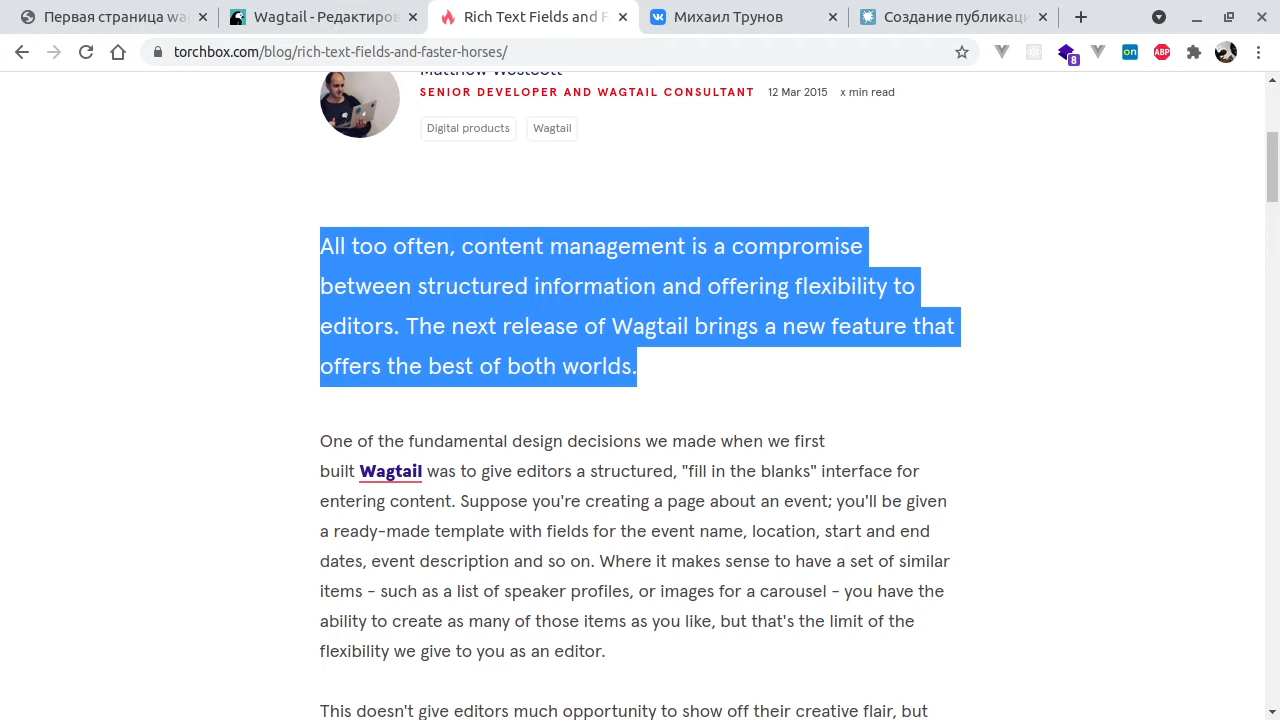 Первая страница wag
Wagtail - Редактиров
Rich Text Fields and F
Михаил Трунов
Создание публикаци
torchbox.com/blog/rich-text-fields-and-faster-horses/
8
on
ABP
Matthew Westcott
SENIOR DEVELOPER AND WAGTAIL CONSULTANT 12 Mar 2015 x min read
Digital products Wagtail
All too often, content management is a compromise
between structured information and offering flexibility to
editors. The next release of Wagtail brings a new feature that
offers the best of both worlds.
One of the fundamental design decisions we made when we first
built Wagtail was to give editors a structured, "fill in the blanks" interface for
entering content. Suppose you're creating a page about an event; you'll be given
a ready-made template with fields for the event name, location, start and end
dates, event description and so on. Where it makes sense to have a set of similar
items - such as a list of speaker profiles, or images for a carousel - you have the
ability to create as many of those items as you like, but that's the limit of the
flexibility we give to you as an editor.
This doesn't give editors much opportunity to show off their creative flair, but